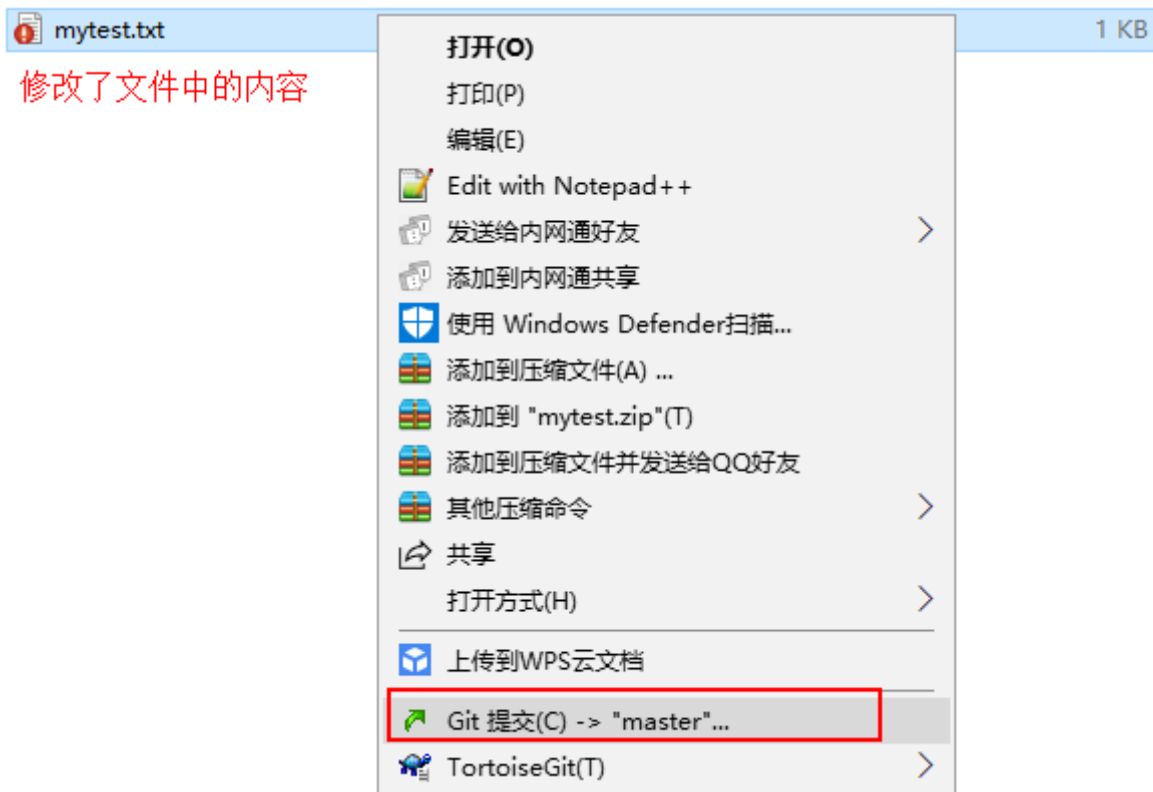 mytest.txt
1 KB
修改了文件中的内容
打开(O)
打印(P)
编辑(E)
Edit with Notepad++
发送给内网通好友
添加到内网通共享
使用 Windows Defender扫描...
添加到压缩文件(A) ...
添加到 "mytest.zip"(T)
添加到压缩文件并发送给QQ好友
其他压缩命令
共享
打开方式(H)
上传到WPS云文档
Git 提交(C) -> "master"...
TortoiseGit(T)